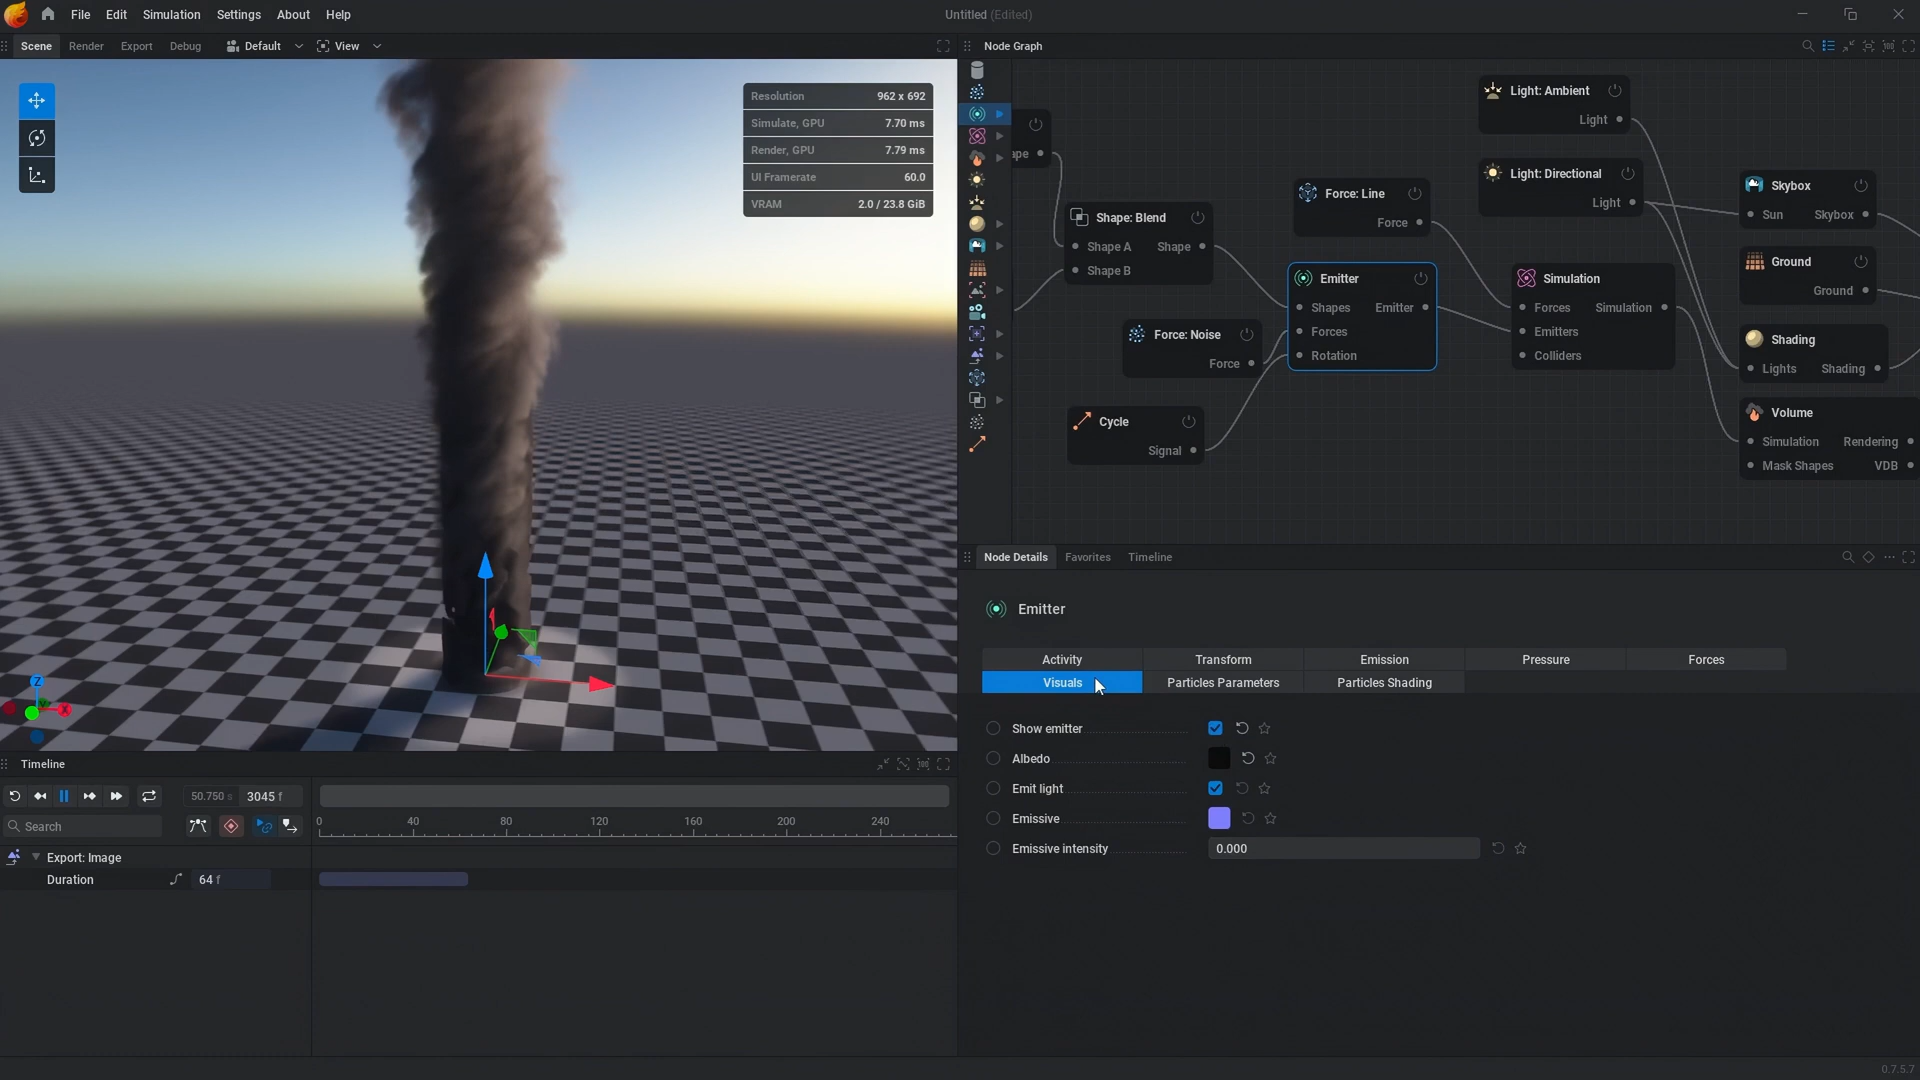 File Edit Simulation Settings About Help
Untitled (Edited)
Scene Render Export Debug Default View
Resolution 962 x 692
Simulate, GPU 7.70 ms
Render, GPU 7.79 ms
UI Framerate 60.0
VRAM 2.0 / 23.8 GiB
Z
Y
X
Node Graph
ape
Shape: Blend
Shape A Shape
Shape B
Force: Noise
Force
Cycle
Signal
Force: Line
Force
Emitter
Shapes Emitter
Forces
Rotation
Light: Ambient
Light
Light: Directional
Light
Simulation
Forces Simulation
Emitters
Colliders
Skybox
Sun Skybox
Ground
Ground
Shading
Lights Shading
Volume
Simulation Rendering
Mask Shapes VDB
Node Details Favorites Timeline
Emitter
Activity Transform Emission Pressure Forces
Visuals Particles Parameters Particles Shading
Show emitter
Albedo
Emit light
Emissive
Emissive intensity 0.000
Timeline
50.750 s 3045 f
Search
0 40 80 120 160 200 240
Export: Image
Duration 64 f
0.7.5.7